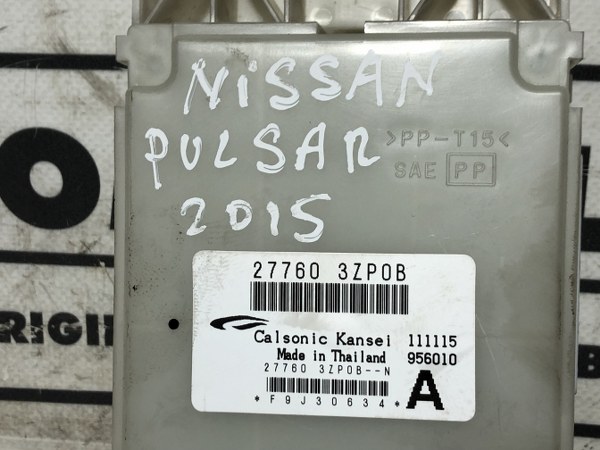 NISSAN
PULSAR
2015
>PP-T15<
SAE PP
27760 3ZP0B
Calsonic Kansei 111115
Made in Thailand 956010
27760 3ZP0B--N
*F9J30634*
A
RIGI